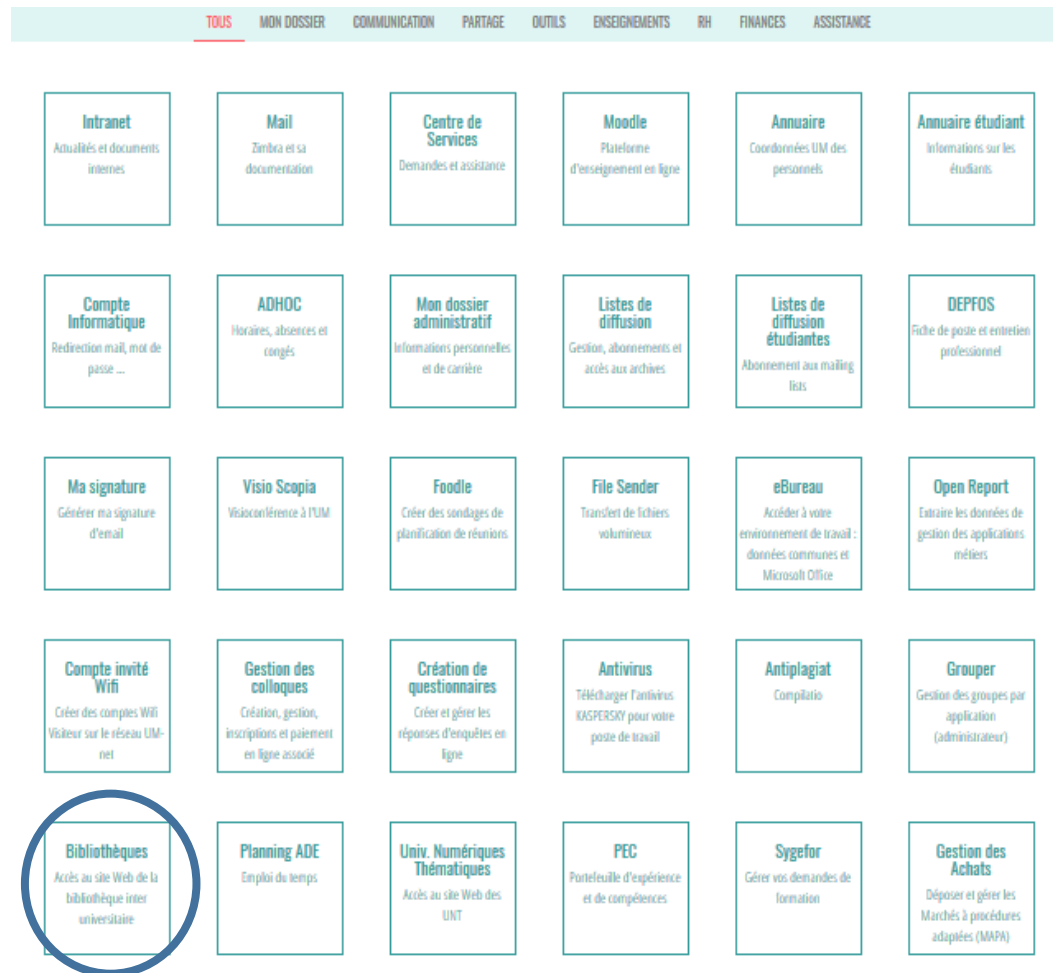 TOUS MON DOSSIER COMMUNICATION PARTAGE OUTILS ENSEIGNEMENTS RH FINANCES ASSISTANCE
Intranet
Actualités et documents
internes
Mail
Zimbra et sa
documentation
Centre de
Services
Demandes et assistance
Moodle
Plateforme
d'enseignement en ligne
Annuaire
Coordonnées UM des
personnels
Annuaire étudiant
Informations sur les
étudiants
Compte
Informatique
Redirection mail, mot de
passe ...
ADHOC
Horaires, absences et
congés
Mon dossier
administratif
Informations personnelles
et de carrière
Listes de
diffusion
Gestion, abonnements et
accès aux archives
Listes de
diffusion
étudiantes
Abonnement aux mailing
lists
DEPFOS
Fiche de poste et entretien
professionnel
Ma signature
Générer ma signature
d'email
Visio Scopia
Visioconférence à l'UM
Foodle
Créer des sondages de
planification de réunions
File Sender
Transfert de fichiers
volumineux
eBureau
Accéder à votre
environnement de travail :
données communes et
Microsoft Office
Open Report
Extraire les données de
gestion des applications
métiers
Compte invité
Wifi
Créer des comptes Wifi
Visiteur sur le réseau UM-
net
Gestion des
colloques
Création, gestion,
inscriptions et paiement
en ligne associé
Création de
questionnaires
Créer et gérer les
réponses d'enquêtes en
ligne
Antivirus
Télécharger l'antivirus
KASPERSKY pour votre
poste de travail
Antiplagiat
Compilatio
Grouper
Gestion des groupes par
application
(administrateur)
Bibliothèques
Accès au site Web de la
bibliothèque inter
universitaire
Planning ADE
Emploi du temps
Univ. Numériques
Thématiques
Accès au site Web des
UNT
PEC
Portefeuille d'expérience
et de compétences
Sygefor
Gérer vos demandes de
formation
Gestion des
Achats
Déposer et gérer les
Marchés à procédures
adaptées (MAPA)